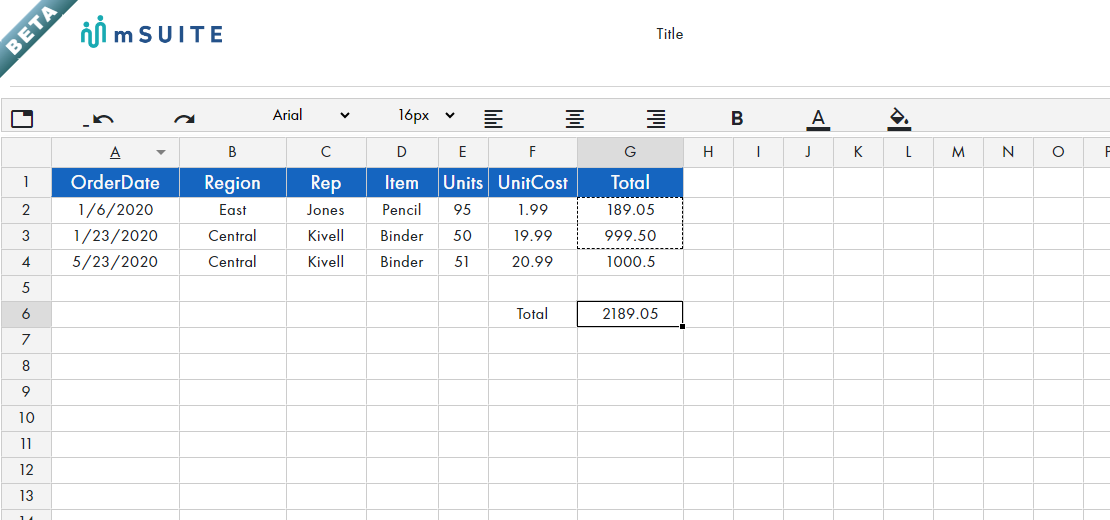 BETA
mSUITE
Title
Arial 16px B A
A B C D E F G H I J K L M N O
1 OrderDate Region Rep Item Units UnitCost Total
2 1/6/2020 East Jones Pencil 95 1.99 189.05
3 1/23/2020 Central Kivell Binder 50 19.99 999.50
4 5/23/2020 Central Kivell Binder 51 20.99 1000.5
5
6 Total 2189.05
7
8
9
10
11
12
13